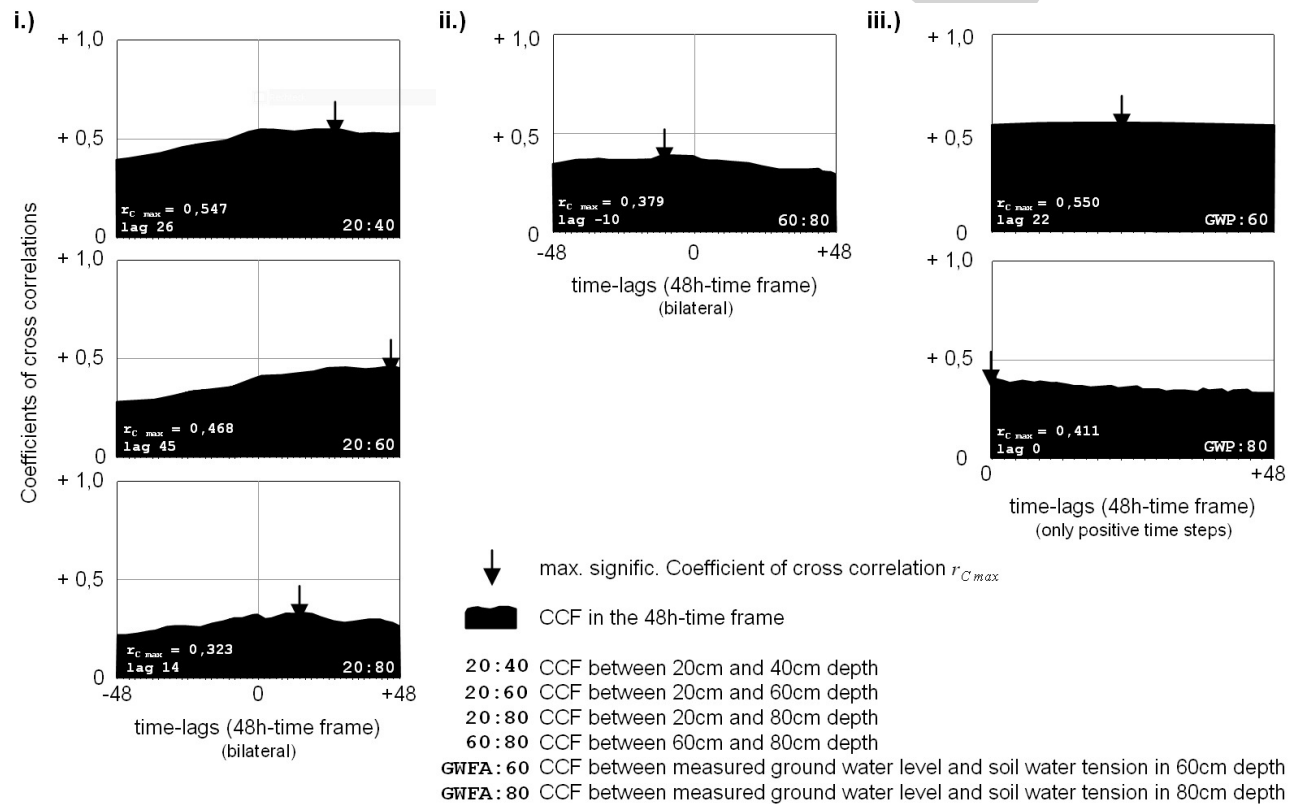 i.)
ii.)
iii.)
Coefficients of cross correlations
+ 1,0
+ 0,5
0
rC max = 0,547
lag 26
20:40
+ 1,0
+ 0,5
0
rC max = 0,468
lag 45
20:60
+ 1,0
+ 0,5
0
rC max = 0,323
lag 14
20:80
-48
0
+48
time-lags (48h-time frame)
(bilateral)
+ 1,0
+ 0,5
0
rC max = 0,379
lag -10
60:80
-48
0
+48
time-lags (48h-time frame)
(bilateral)
+ 1,0
+ 0,5
0
rC max = 0,550
lag 22
GWP:60
+ 1,0
+ 0,5
0
rC max = 0,411
lag 0
GWP:80
0
+48
time-lags (48h-time frame)
(only positive time steps)
max. signific. Coefficient of cross correlation rC max
CCF in the 48h-time frame
20:40 CCF between 20cm and 40cm depth
20:60 CCF between 20cm and 60cm depth
20:80 CCF between 20cm and 80cm depth
60:80 CCF between 60cm and 80cm depth
GWFA:60 CCF between measured ground water level and soil water tension in 60cm depth
GWFA:80 CCF between measured ground water level and soil water tension in 80cm depth